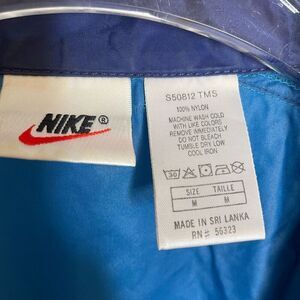 NIKE ®
S50812 TMS
100% NYLON
MACHINE WASH COLD
WITH LIKE COLORS
REMOVE IMMEDIATELY
DO NOT BLEACH
TUMBLE DRY LOW
COOL IRON
30
SIZE TAILLE
M M
MADE IN SRI LANKA
RN# 56323